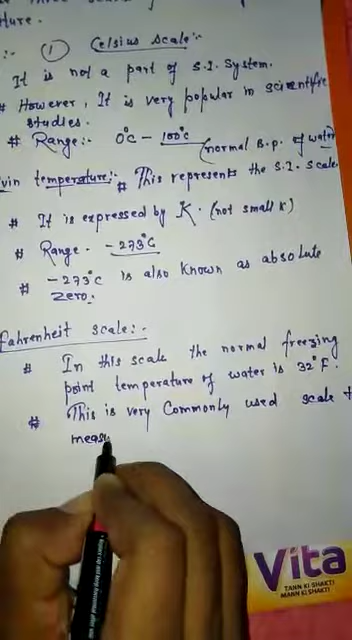 three
:- ① Celsius Scale:-
It is not a part of S.I. System.
# However, It is very popular in scientific
studies.
# Range:- 0°C - 100°C
(normal B.p. of water
vin temperature:- # This represents the S.I. scale
# It is expressed by K. (not small k)
# Range - -273°C
# -273°C is also known as absolute
Zero.
Fahrenheit scale:-
# In this scale the normal freezing
point temperature of water is 32°F.
# This is very Commonly used scale t
meas
Vita
TANN KI SHAKTI
MANN KI SHAKTI